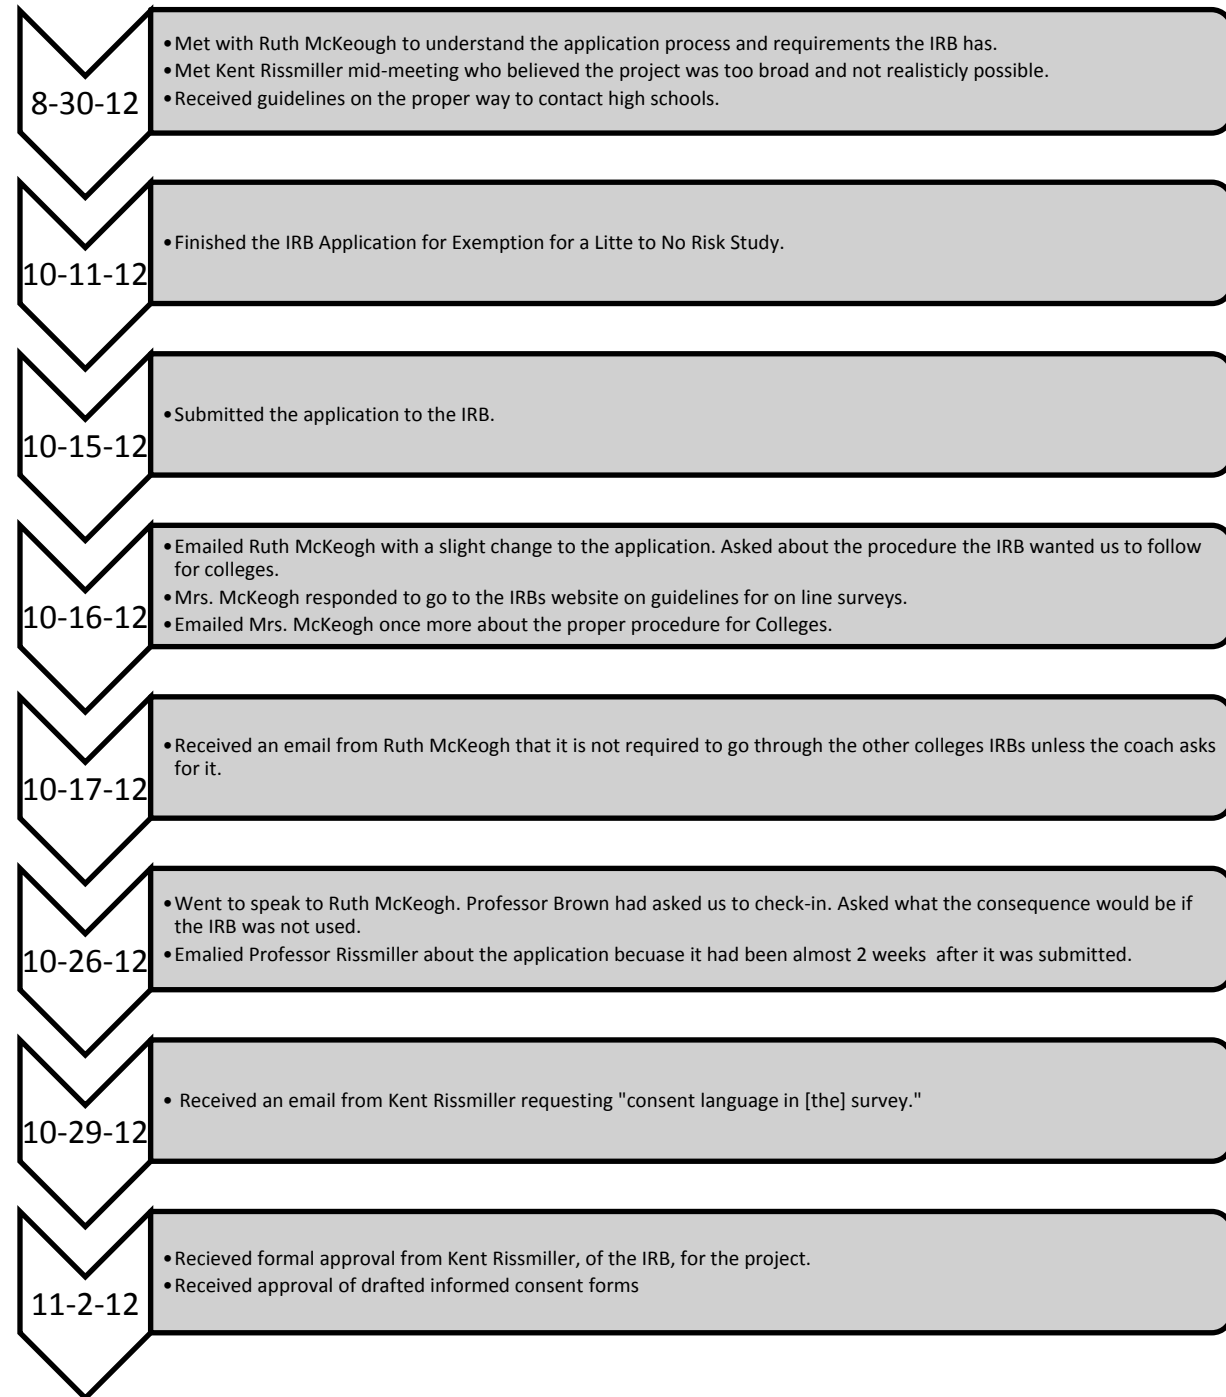 8-30-12
•Met with Ruth McKeough to understand the application process and requirements the IRB has.
•Met Kent Rissmiller mid-meeting who believed the project was too broad and not realisticly possible.
•Received guidelines on the proper way to contact high schools.
10-11-12
•Finished the IRB Application for Exemption for a Litte to No Risk Study.
10-15-12
•Submitted the application to the IRB.
10-16-12
•Emailed Ruth McKeogh with a slight change to the application. Asked about the procedure the IRB wanted us to follow
for colleges.
•Mrs. McKeogh responded to go to the IRBs website on guidelines for on line surveys.
•Emailed Mrs. McKeogh once more about the proper procedure for Colleges.
10-17-12
•Received an email from Ruth McKeogh that it is not required to go through the other colleges IRBs unless the coach asks
for it.
10-26-12
•Went to speak to Ruth McKeogh. Professor Brown had asked us to check-in. Asked what the consequence would be if
the IRB was not used.
•Emalied Professor Rissmiller about the application becuase it had been almost 2 weeks after it was submitted.
10-29-12
• Received an email from Kent Rissmiller requesting "consent language in [the] survey."
11-2-12
•Recieved formal approval from Kent Rissmiller, of the IRB, for the project.
•Received approval of drafted informed consent forms